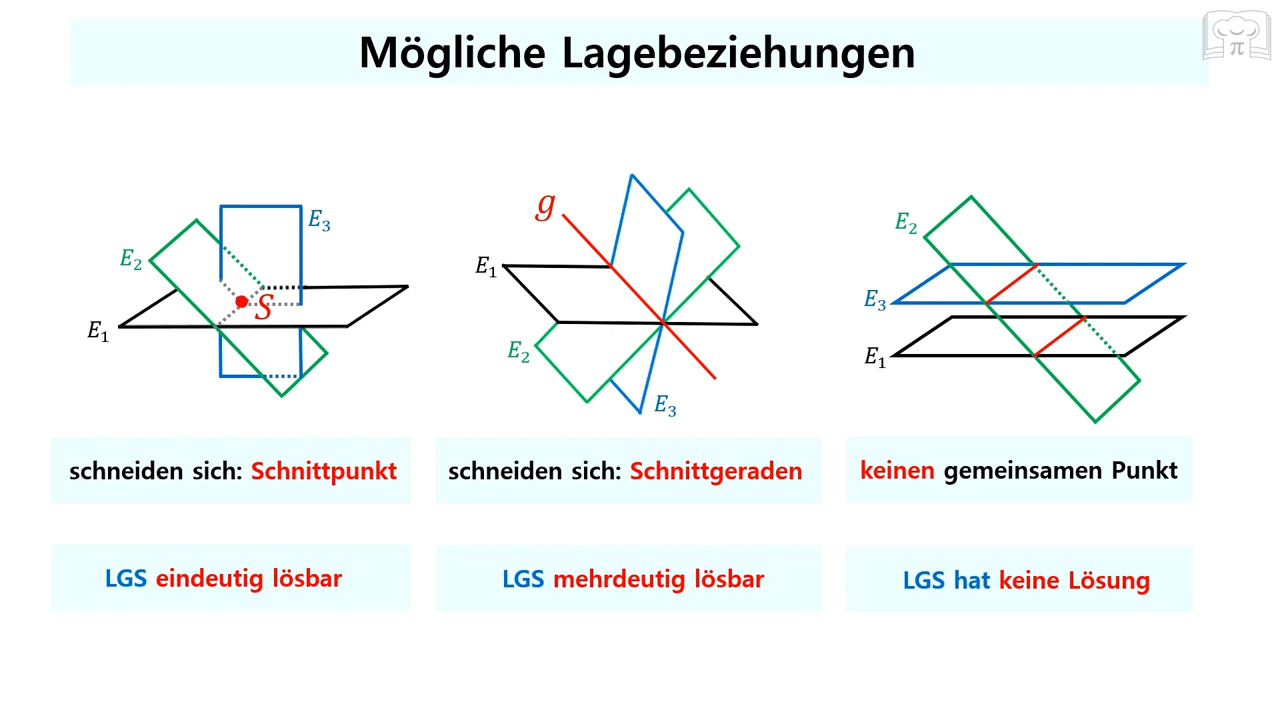 Mögliche Lagebeziehungen
π
E₃
E₂
S
E₁
g
E₁
E₂
E₃
E₂
E₃
E₁
schneiden sich: Schnittpunkt
schneiden sich: Schnittgeraden
keinen gemeinsamen Punkt
LGS eindeutig lösbar
LGS mehrdeutig lösbar
LGS hat keine Lösung